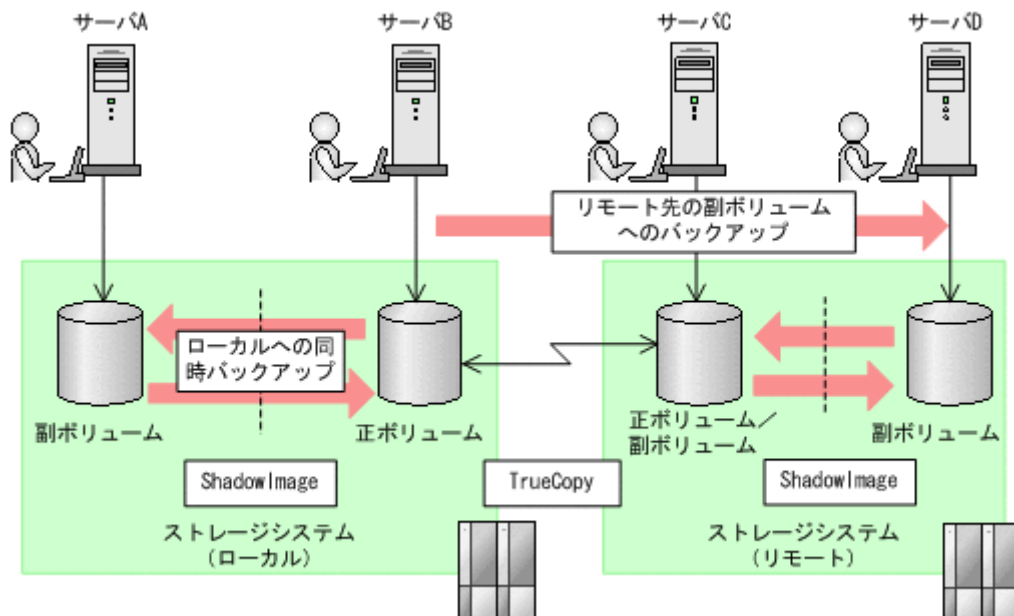 サーバA
サーバB
サーバC
サーバD
リモート先の副ボリューム
へのバックアップ
ローカルへの同
時バックアップ
副ボリューム
正ボリューム
正ボリューム/
副ボリューム
副ボリューム
ShadowImage
TrueCopy
ShadowImage
ストレージシステム
(ローカル)
ストレージシステム
(リモート)